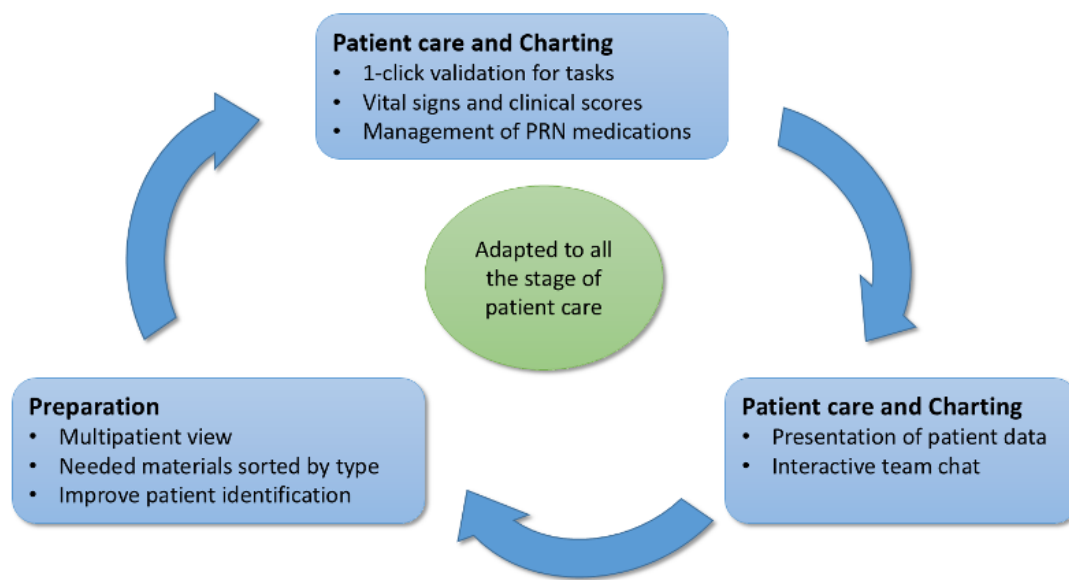 Patient care and Charting
• 1-click validation for tasks
• Vital signs and clinical scores
• Management of PRN medications
Adapted to all
the stage of
patient care
Preparation
• Multipatient view
• Needed materials sorted by type
• Improve patient identification
Patient care and Charting
• Presentation of patient data
• Interactive team chat